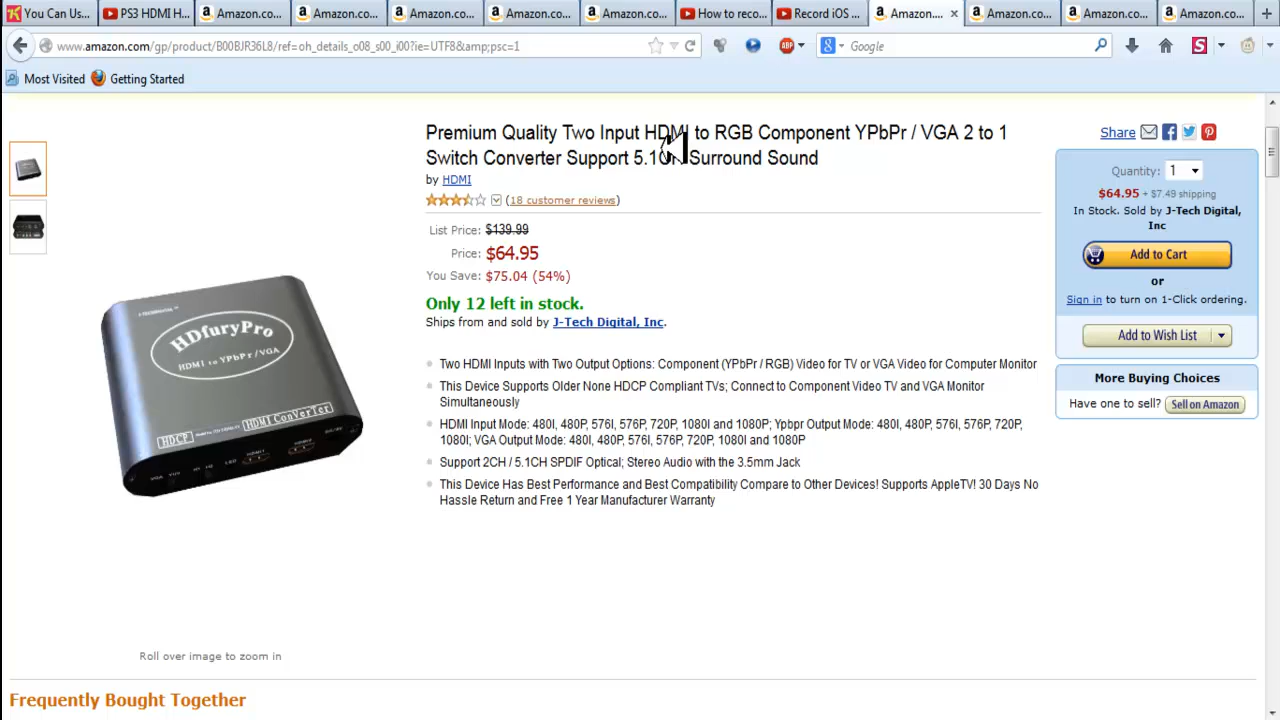 You Can Us...
PS3 HDMI H...
Amazon.co...
Amazon.co...
Amazon.co...
Amazon.co...
Amazon.co...
How to reco...
Record iOS ...
Amazon....
Amazon.co...
Amazon.co...
Amazon.co...
www.amazon.com/gp/product/B00BJR36L8/ref=oh_details_o08_s00_i00?ie=UTF8&amp;psc=1
Google
Most Visited
Getting Started
Premium Quality Two Input HDMI to RGB Component YPbPr / VGA 2 to 1
Switch Converter Support Surround Sound
by HDMI
(18 customer reviews)
List Price: $139.99
Price: $64.95
You Save: $75.04 (54%)
Only 12 left in stock.
Ships from and sold by J-Tech Digital, Inc.
Two HDMI Inputs with Two Output Options: Component (YPbPr / RGB) Video for TV or VGA Video for Computer Monitor
This Device Supports Older None HDCP Compliant TVs; Connect to Component Video TV and VGA Monitor
Simultaneously
HDMI Input Mode: 480I, 480P, 576I, 576P, 720P, 1080I and 1080P; Ypbpr Output Mode: 480I, 480P, 576I, 576P, 720P,
1080I; VGA Output Mode: 480I, 480P, 576I, 576P, 720P, 1080I and 1080P
Support 2CH / 5.1CH SPDIF Optical; Stereo Audio with the 3.5mm Jack
This Device Has Best Performance and Best Compatibility Compare to Other Devices! Supports AppleTV! 30 Days No
Hassle Return and Free 1 Year Manufacturer Warranty
Share
Quantity: 1
$64.95 + $7.49 shipping
In Stock. Sold by J-Tech Digital,
Inc
Add to Cart
or
Sign in to turn on 1-Click ordering.
Add to Wish List
More Buying Choices
Have one to sell? Sell on Amazon
HDfuryPro
HDMI to YPbPr/VGA
HDCP
HDMI ConVerTer
Roll over image to zoom in
Frequently Bought Together